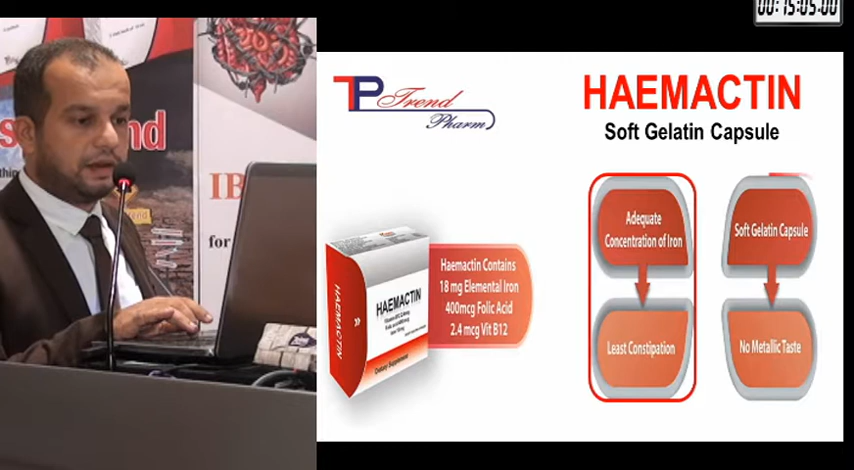 00:15:05:00
IB
for
TP Trend
Pharm
HAEMACTIN
Soft Gelatin Capsule
Adequate
Concentration of Iron
Soft Gelatin Capsule
Haemactin Contains
18 mg Elemental Iron
400mcg Folic Acid
2.4 mcg Vit B12
HAEMACTIN
HAEMACTIN
Dietary Supplement
Least Constipation
No Metallic Taste